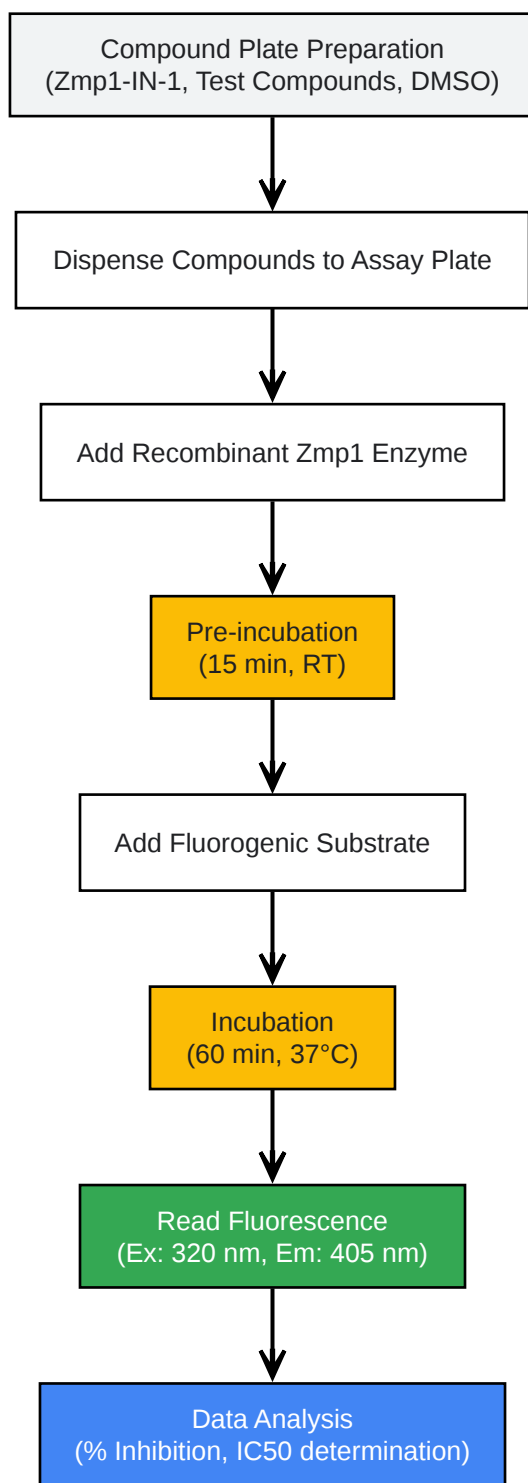 Compound Plate Preparation
(Zmp1-IN-1, Test Compounds, DMSO)
Dispense Compounds to Assay Plate
Add Recombinant Zmp1 Enzyme
Pre-incubation
(15 min, RT)
Add Fluorogenic Substrate
Incubation
(60 min, 37°C)
Read Fluorescence
(Ex: 320 nm, Em: 405 nm)
Data Analysis
(% Inhibition, IC50 determination)